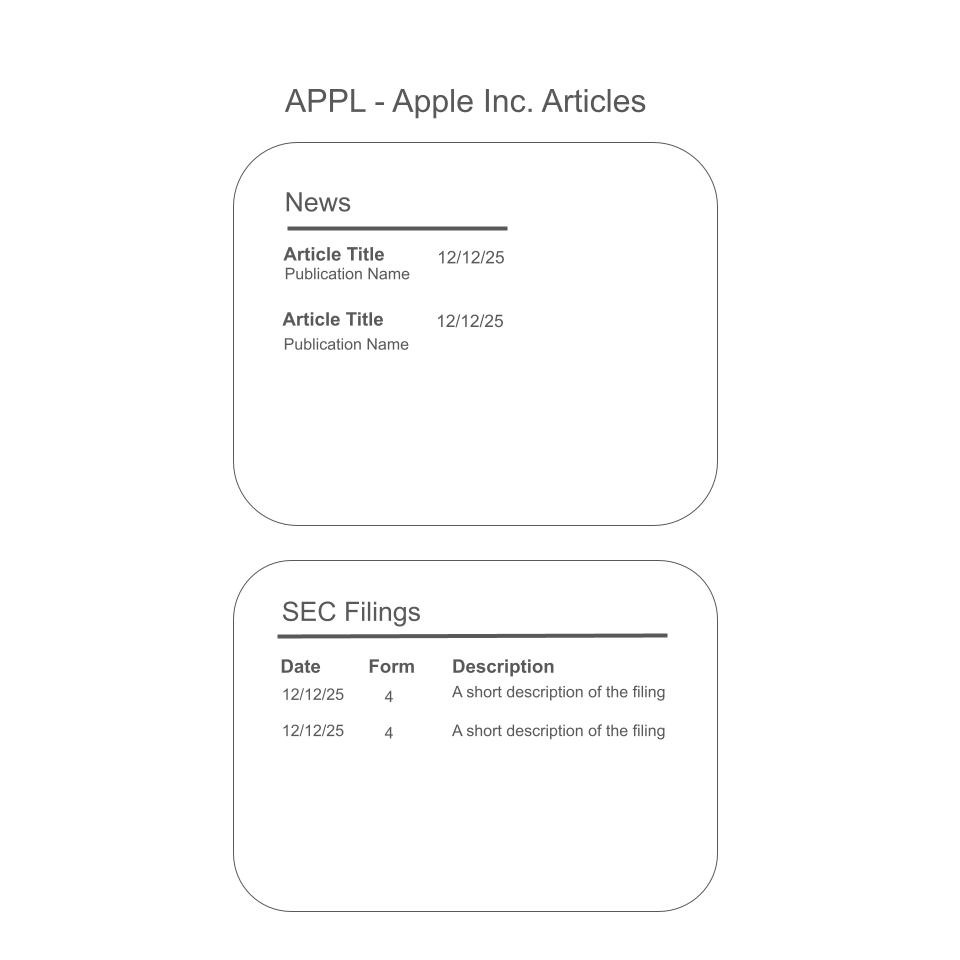 APPL - Apple Inc. Articles
News
Article Title 12/12/25
Publication Name
Article Title 12/12/25
Publication Name
SEC Filings
Date Form Description
12/12/25 4 A short description of the filing
12/12/25 4 A short description of the filing